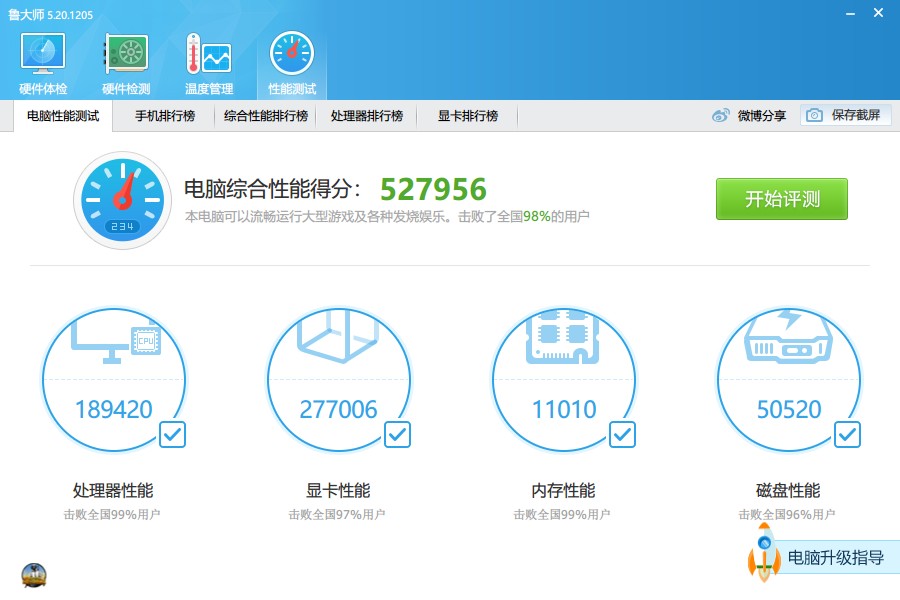 鲁大师 5.20.1205
硬件体检 硬件检测 温度管理 性能测试
电脑性能测试 手机排行榜 综合性能排行榜 处理器排行榜 显卡排行榜 微博分享 保存截屏
电脑综合性能得分： 527956
本电脑可以流畅运行大型游戏及各种发烧娱乐。击败了全国98%的用户
开始评测
234
CPU
189420 277006 11010 50520
处理器性能 显卡性能 内存性能 磁盘性能
击败全国99%用户 击败全国97%用户 击败全国99%用户 击败全国96%用户
电脑升级指导